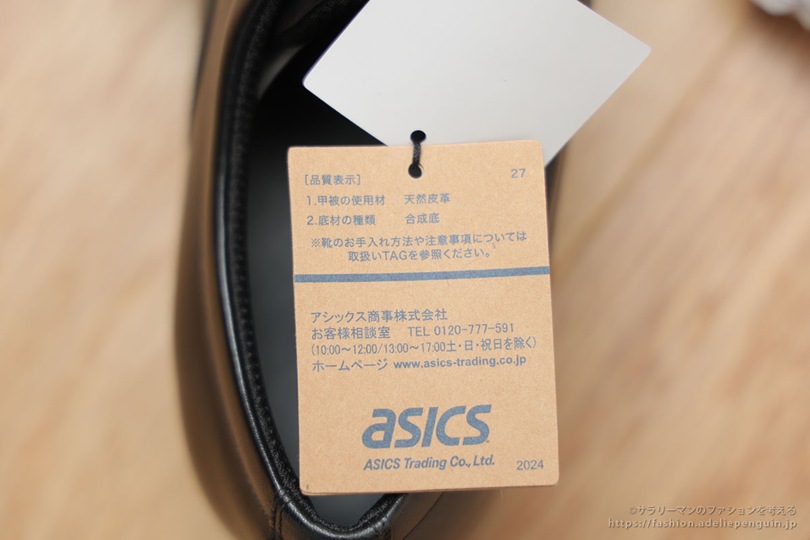 [品質表示] 27
1.甲被の使用材 天然皮革
2.底材の種類 合成底
※靴のお手入れ方法や注意事項については
取扱いTAGを参照ください。
アシックス商事株式会社
お客様相談室 TEL 0120-777-591
(10:00〜12:00/13:00〜17:00土・日・祝日を除く)
ホームページ www.asics-trading.co.jp
asics
ASICS Trading Co., Ltd. 2024
©サラリーマンのファションを考える
https://fashion.adeliepenguin.jp